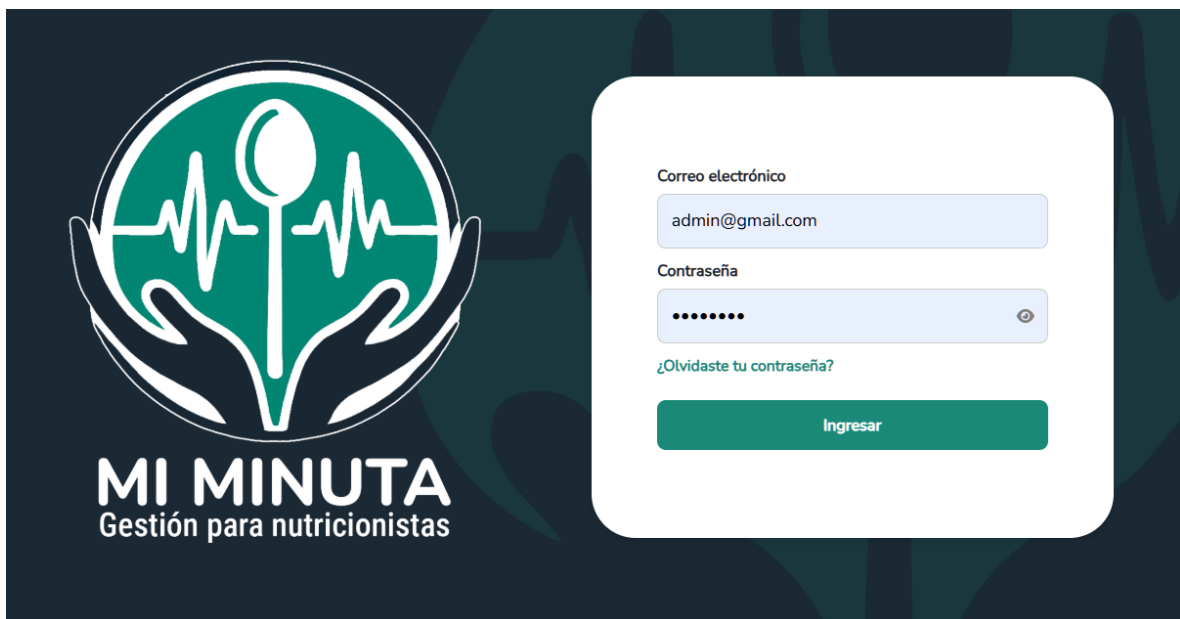 MI MINUTA
Gestión para nutricionistas
Correo electrónico
admin@gmail.com
Contraseña
••••••••
¿Olvidaste tu contraseña?
Ingresar